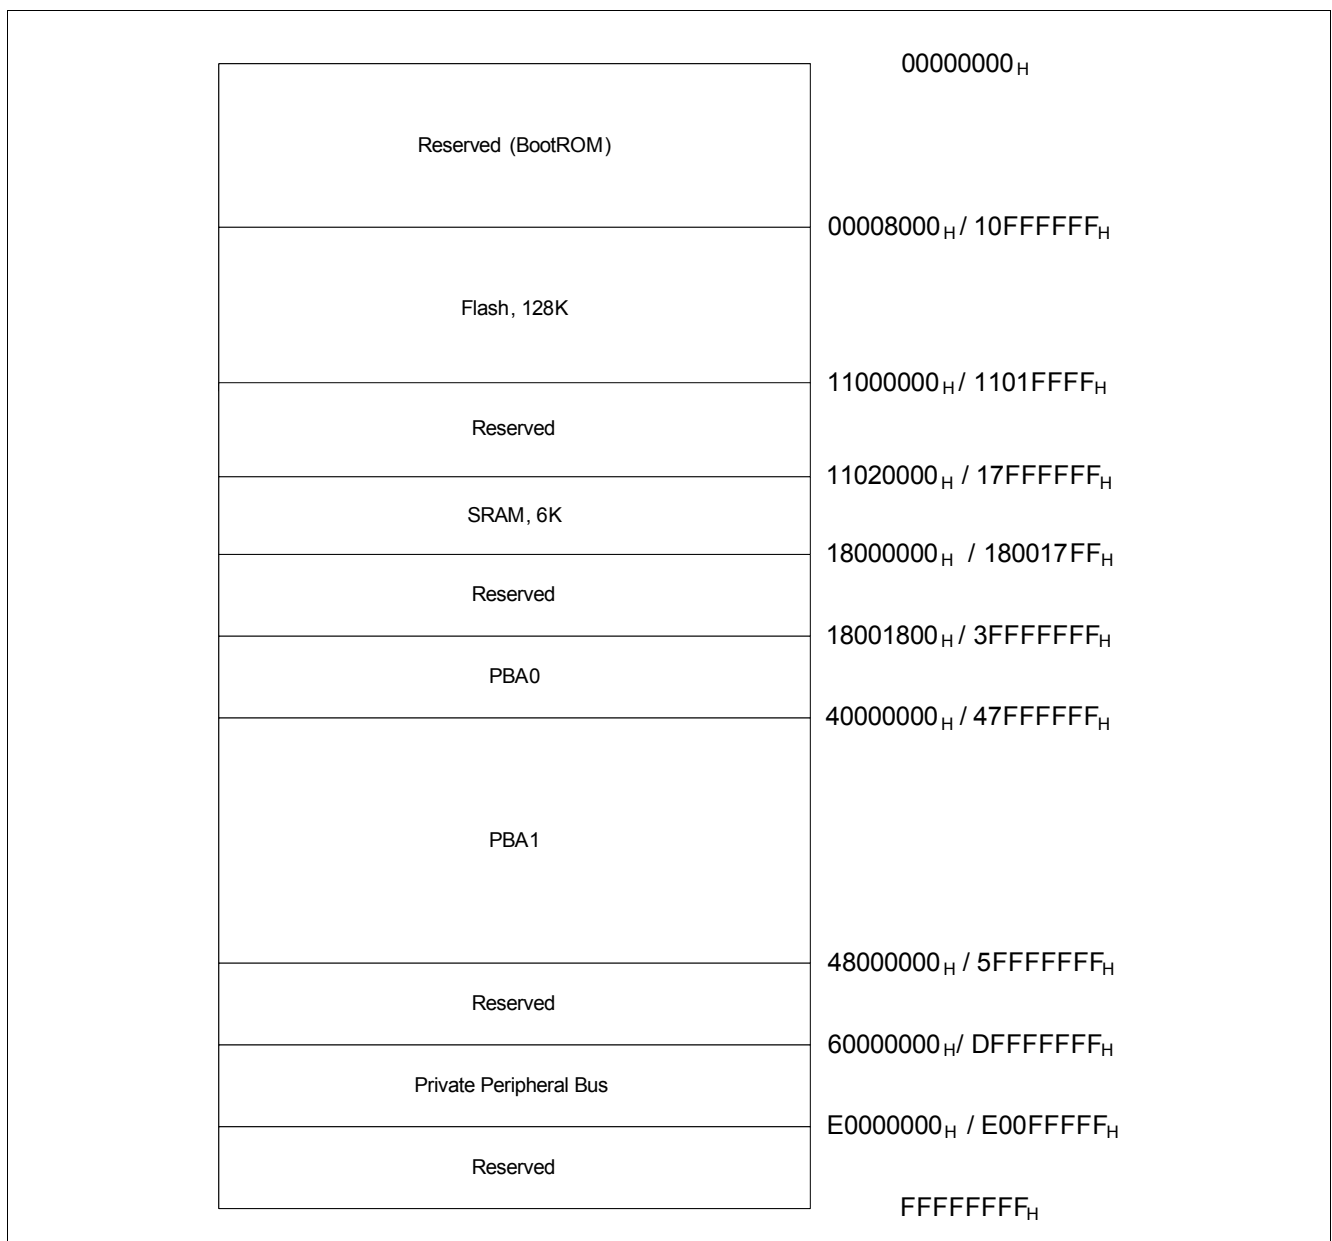 00000000H
Reserved (BootROM)
00008000H / 10FFFFFFH
Flash, 128K
11000000H / 1101FFFFH
Reserved
11020000H / 17FFFFFFH
SRAM, 6K
18000000H / 180017FFH
Reserved
18001800H / 3FFFFFFFH
PBA0
40000000H / 47FFFFFFH
PBA1
48000000H / 5FFFFFFFH
Reserved
60000000H/ DFFFFFFFH
Private Peripheral Bus
E0000000H / E00FFFFFH
Reserved
FFFFFFFFH